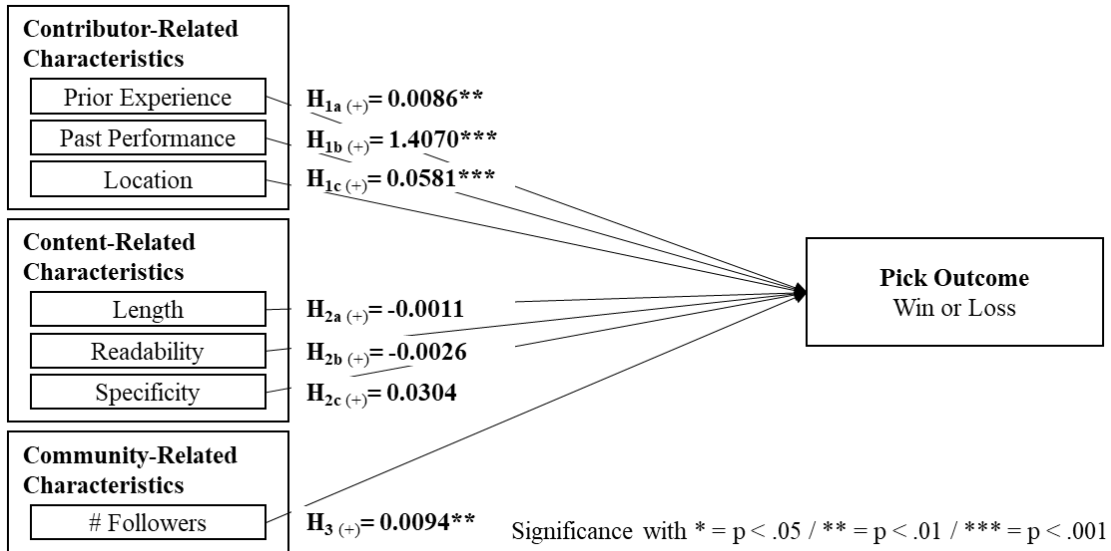 Contributor-Related
Characteristics
Prior Experience
H1a (+)= 0.0086**
Past Performance
H1b (+)= 1.4070***
Location
H1c (+)= 0.0581***
Content-Related
Characteristics
Length
H2a (+)= -0.0011
Readability
H2b (+)= -0.0026
Specificity
H2c (+)= 0.0304
Community-Related
Characteristics
# Followers
H3 (+)= 0.0094**
Pick Outcome
Win or Loss
Significance with * = p < .05 / ** = p < .01 / *** = p < .001